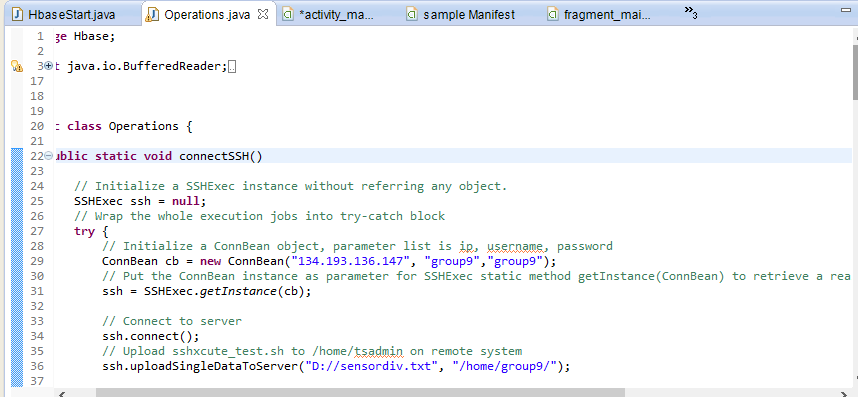 HbaseStart.java Operations.java *activity_ma... sample Manifest fragment_mai... »3
1 ge Hbase;
2
3 t java.io.BufferedReader;
17
18
19
20 c class Operations {
21
22 ublic static void connectSSH()
23
24 // Initialize a SSHExec instance without referring any object.
25 SSHExec ssh = null;
26 // Wrap the whole execution jobs into try-catch block
27 try {
28 // Initialize a ConnBean object, parameter list is ip, username, password
29 ConnBean cb = new ConnBean("134.193.136.147", "group9","group9");
30 // Put the ConnBean instance as parameter for SSHExec static method getInstance(ConnBean) to retrieve a rea
31 ssh = SSHExec.getInstance(cb);
32
33 // Connect to server
34 ssh.connect();
35 // Upload sshxcute_test.sh to /home/tsadmin on remote system
36 ssh.uploadSingleDataToServer("D://sensordiv.txt", "/home/group9/");
37